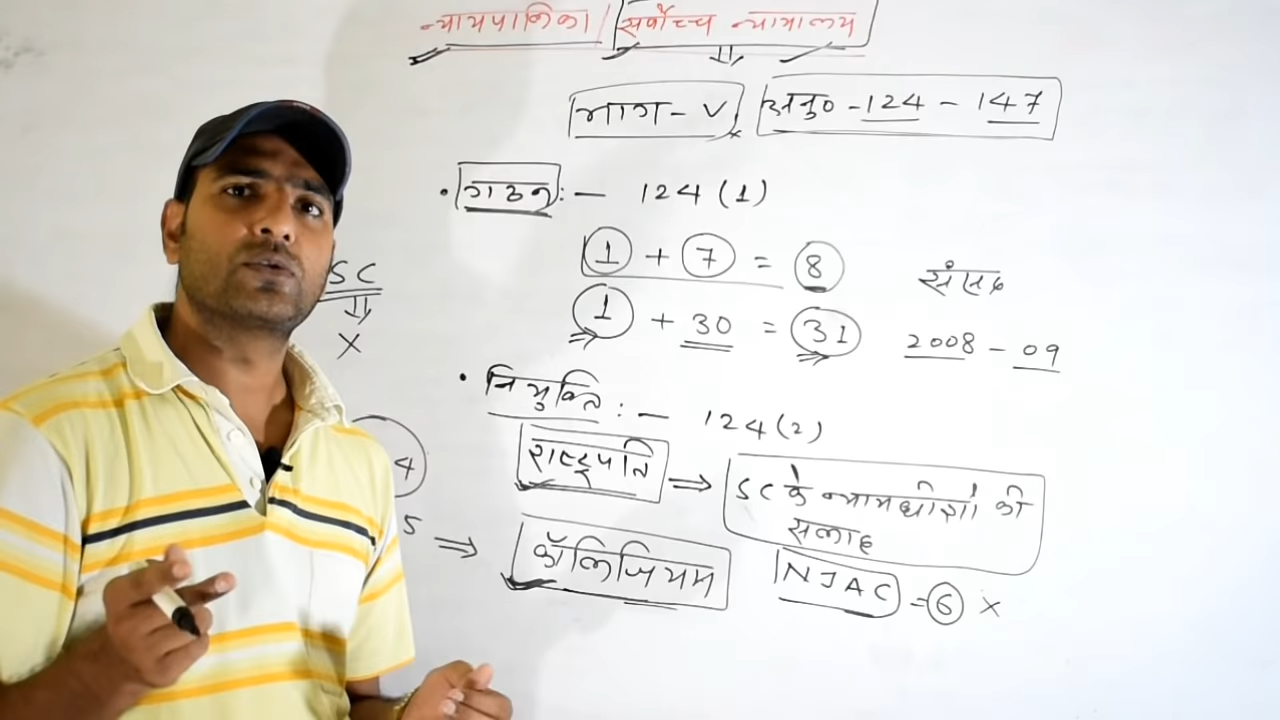 न्यायपालिका / सर्वोच्च न्यायालय
भाग - V, अनु० - 124 - 147
• गठन :- 124 (1)
1 + 7 = 8 संसद
1 + 30 = 31 2008 - 09
SC
X
• नियुक्ति :- 124 (2)
राष्ट्रपति ⇒ SC के न्यायधीशों की
सलाह
4
5 ⇒ कॉलिजियम
NJAC = 6 X